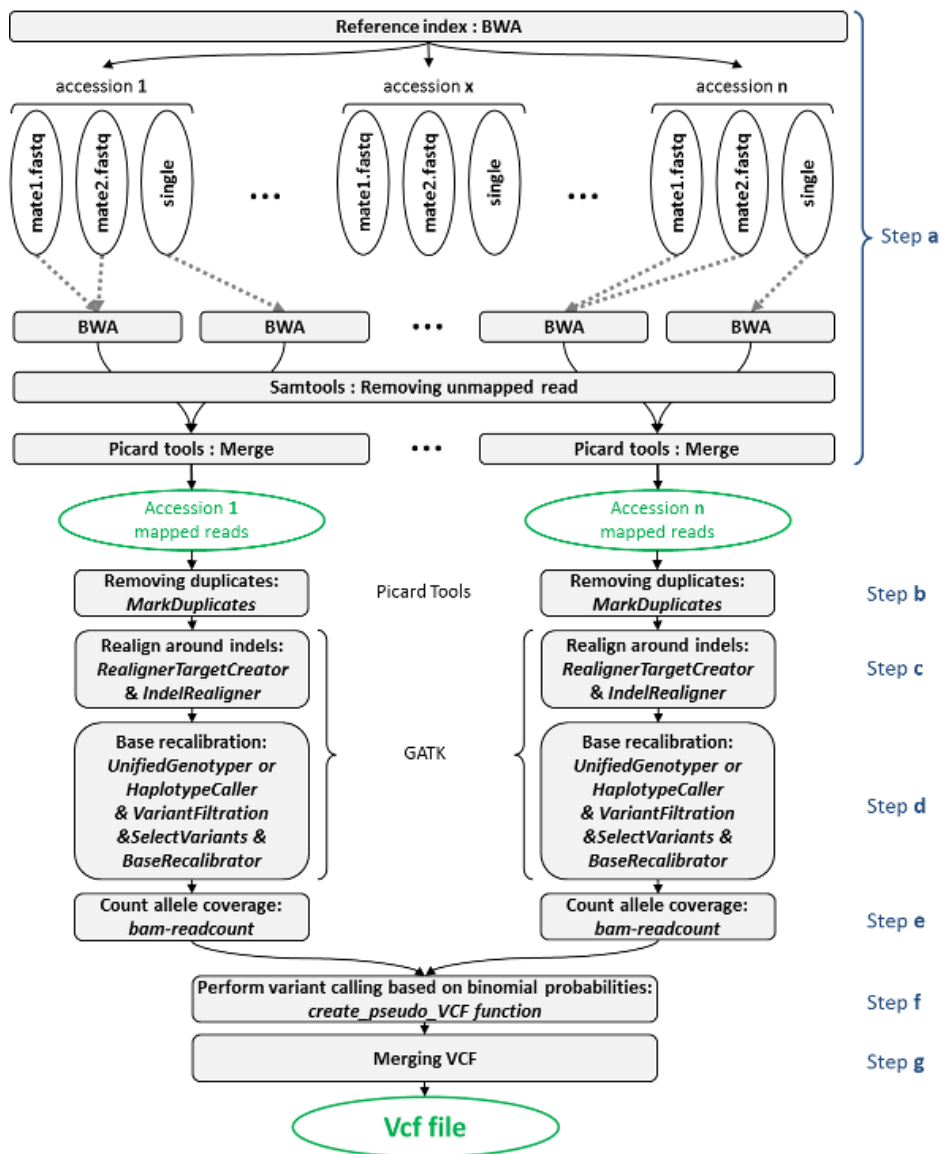 Reference index : BWA
accession 1
accession x
accession n
mate1.fastq
mate2.fastq
single
...
mate1.fastq
mate2.fastq
single
...
mate1.fastq
mate2.fastq
single
Step a
BWA
BWA
...
BWA
BWA
Samtools : Removing unmapped read
Picard tools : Merge
...
Picard tools : Merge
Accession 1
mapped reads
Accession n
mapped reads
Removing duplicates:
MarkDuplicates
Picard Tools
Removing duplicates:
MarkDuplicates
Step b
Realign around indels:
RealignerTargetCreator
& IndelRealigner
Realign around indels:
RealignerTargetCreator
& IndelRealigner
Step c
Base recalibration:
UnifiedGenotyper or
HaplotypeCaller
& VariantFiltration
&SelectVariants &
BaseRecalibrator
GATK
Base recalibration:
UnifiedGenotyper or
HaplotypeCaller
& VariantFiltration
&SelectVariants &
BaseRecalibrator
Step d
Count allele coverage:
bam-readcount
Count allele coverage:
bam-readcount
Step e
Perform variant calling based on binomial probabilities:
create_pseudo_VCF function
Step f
Merging VCF
Step g
Vcf file